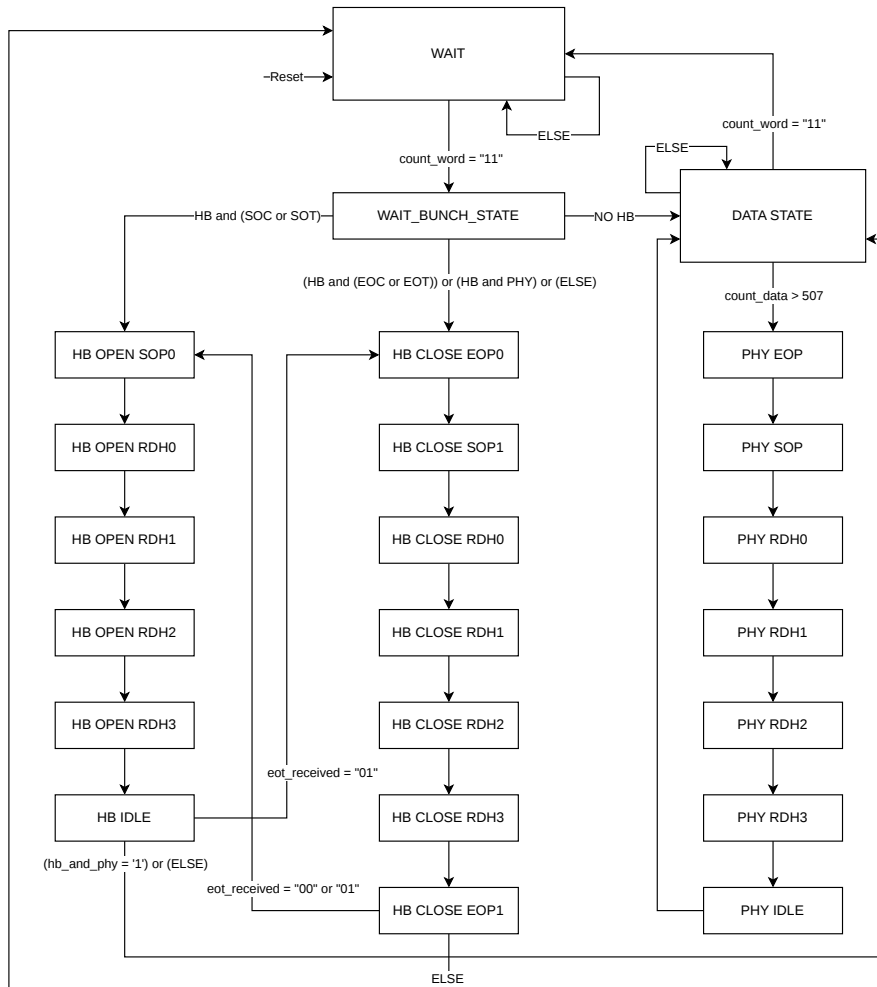 WAIT
Reset
ELSE
count_word = "11"
count_word = "11"
ELSE
HB and (SOC or SOT)
WAIT_BUNCH_STATE
NO HB
DATA STATE
(HB and (EOC or EOT)) or (HB and PHY) or (ELSE)
count_data > 507
HB OPEN SOP0
HB CLOSE EOP0
PHY EOP
HB OPEN RDH0
HB CLOSE SOP1
PHY SOP
HB OPEN RDH1
HB CLOSE RDH0
PHY RDH0
HB OPEN RDH2
HB CLOSE RDH1
PHY RDH1
HB OPEN RDH3
HB CLOSE RDH2
PHY RDH2
eot_received = "01"
HB IDLE
HB CLOSE RDH3
PHY RDH3
(hb_and_phy = '1') or (ELSE)
eot_received = "00" or "01"
HB CLOSE EOP1
PHY IDLE
ELSE